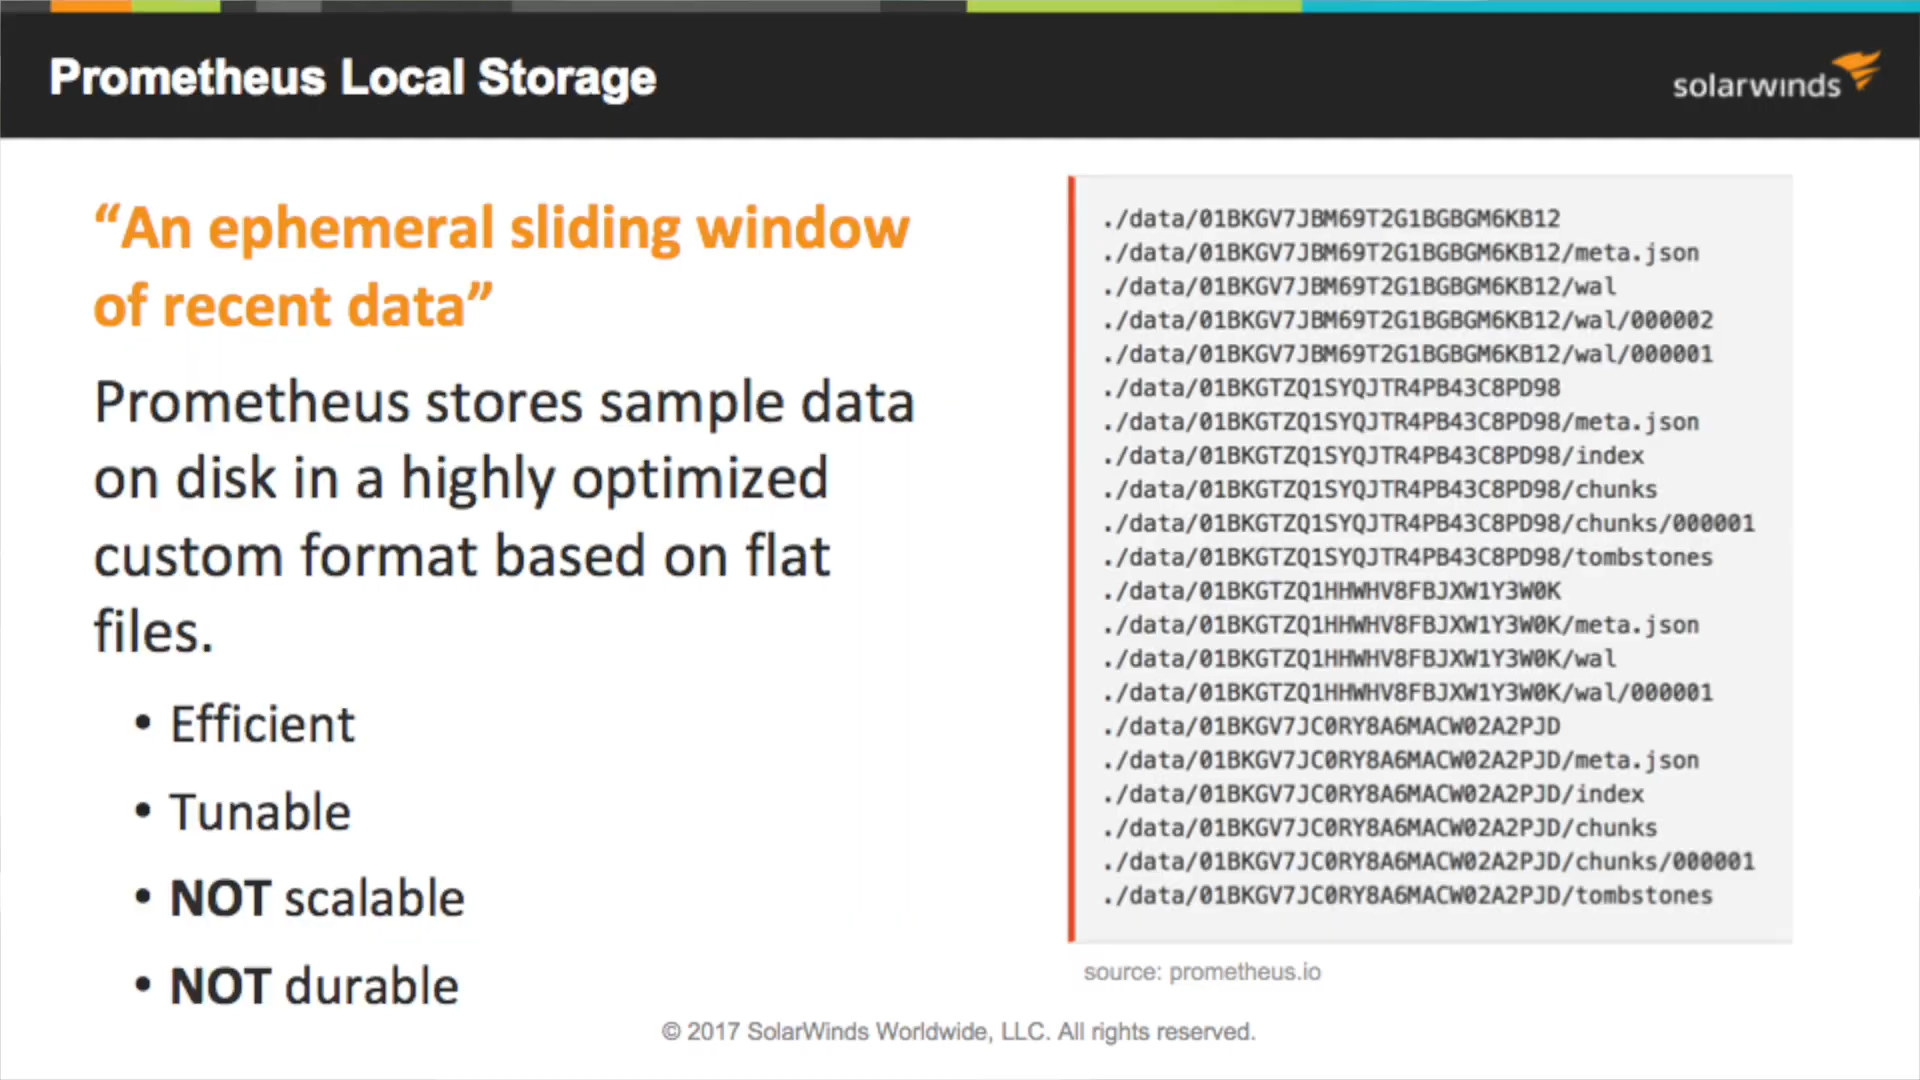 Prometheus Local Storage
solarwinds
“An ephemeral sliding window
of recent data”
Prometheus stores sample data
on disk in a highly optimized
custom format based on flat
files.
• Efficient
• Tunable
• NOT scalable
• NOT durable
./data/01BKGV7JBM69T2G1BGBGM6KB12
./data/01BKGV7JBM69T2G1BGBGM6KB12/meta.json
./data/01BKGV7JBM69T2G1BGBGM6KB12/wal
./data/01BKGV7JBM69T2G1BGBGM6KB12/wal/000002
./data/01BKGV7JBM69T2G1BGBGM6KB12/wal/000001
./data/01BKGTZQ1SYQJTR4PB43C8PD98
./data/01BKGTZQ1SYQJTR4PB43C8PD98/meta.json
./data/01BKGTZQ1SYQJTR4PB43C8PD98/index
./data/01BKGTZQ1SYQJTR4PB43C8PD98/chunks
./data/01BKGTZQ1SYQJTR4PB43C8PD98/chunks/000001
./data/01BKGTZQ1SYQJTR4PB43C8PD98/tombstones
./data/01BKGTZQ1HHWHV8FBJXW1Y3W0K
./data/01BKGTZQ1HHWHV8FBJXW1Y3W0K/meta.json
./data/01BKGTZQ1HHWHV8FBJXW1Y3W0K/wal
./data/01BKGTZQ1HHWHV8FBJXW1Y3W0K/wal/000001
./data/01BKGV7JC0RY8A6MACW02A2PJD
./data/01BKGV7JC0RY8A6MACW02A2PJD/meta.json
./data/01BKGV7JC0RY8A6MACW02A2PJD/index
./data/01BKGV7JC0RY8A6MACW02A2PJD/chunks
./data/01BKGV7JC0RY8A6MACW02A2PJD/chunks/000001
./data/01BKGV7JC0RY8A6MACW02A2PJD/tombstones
source: prometheus.io
© 2017 SolarWinds Worldwide, LLC. All rights reserved.